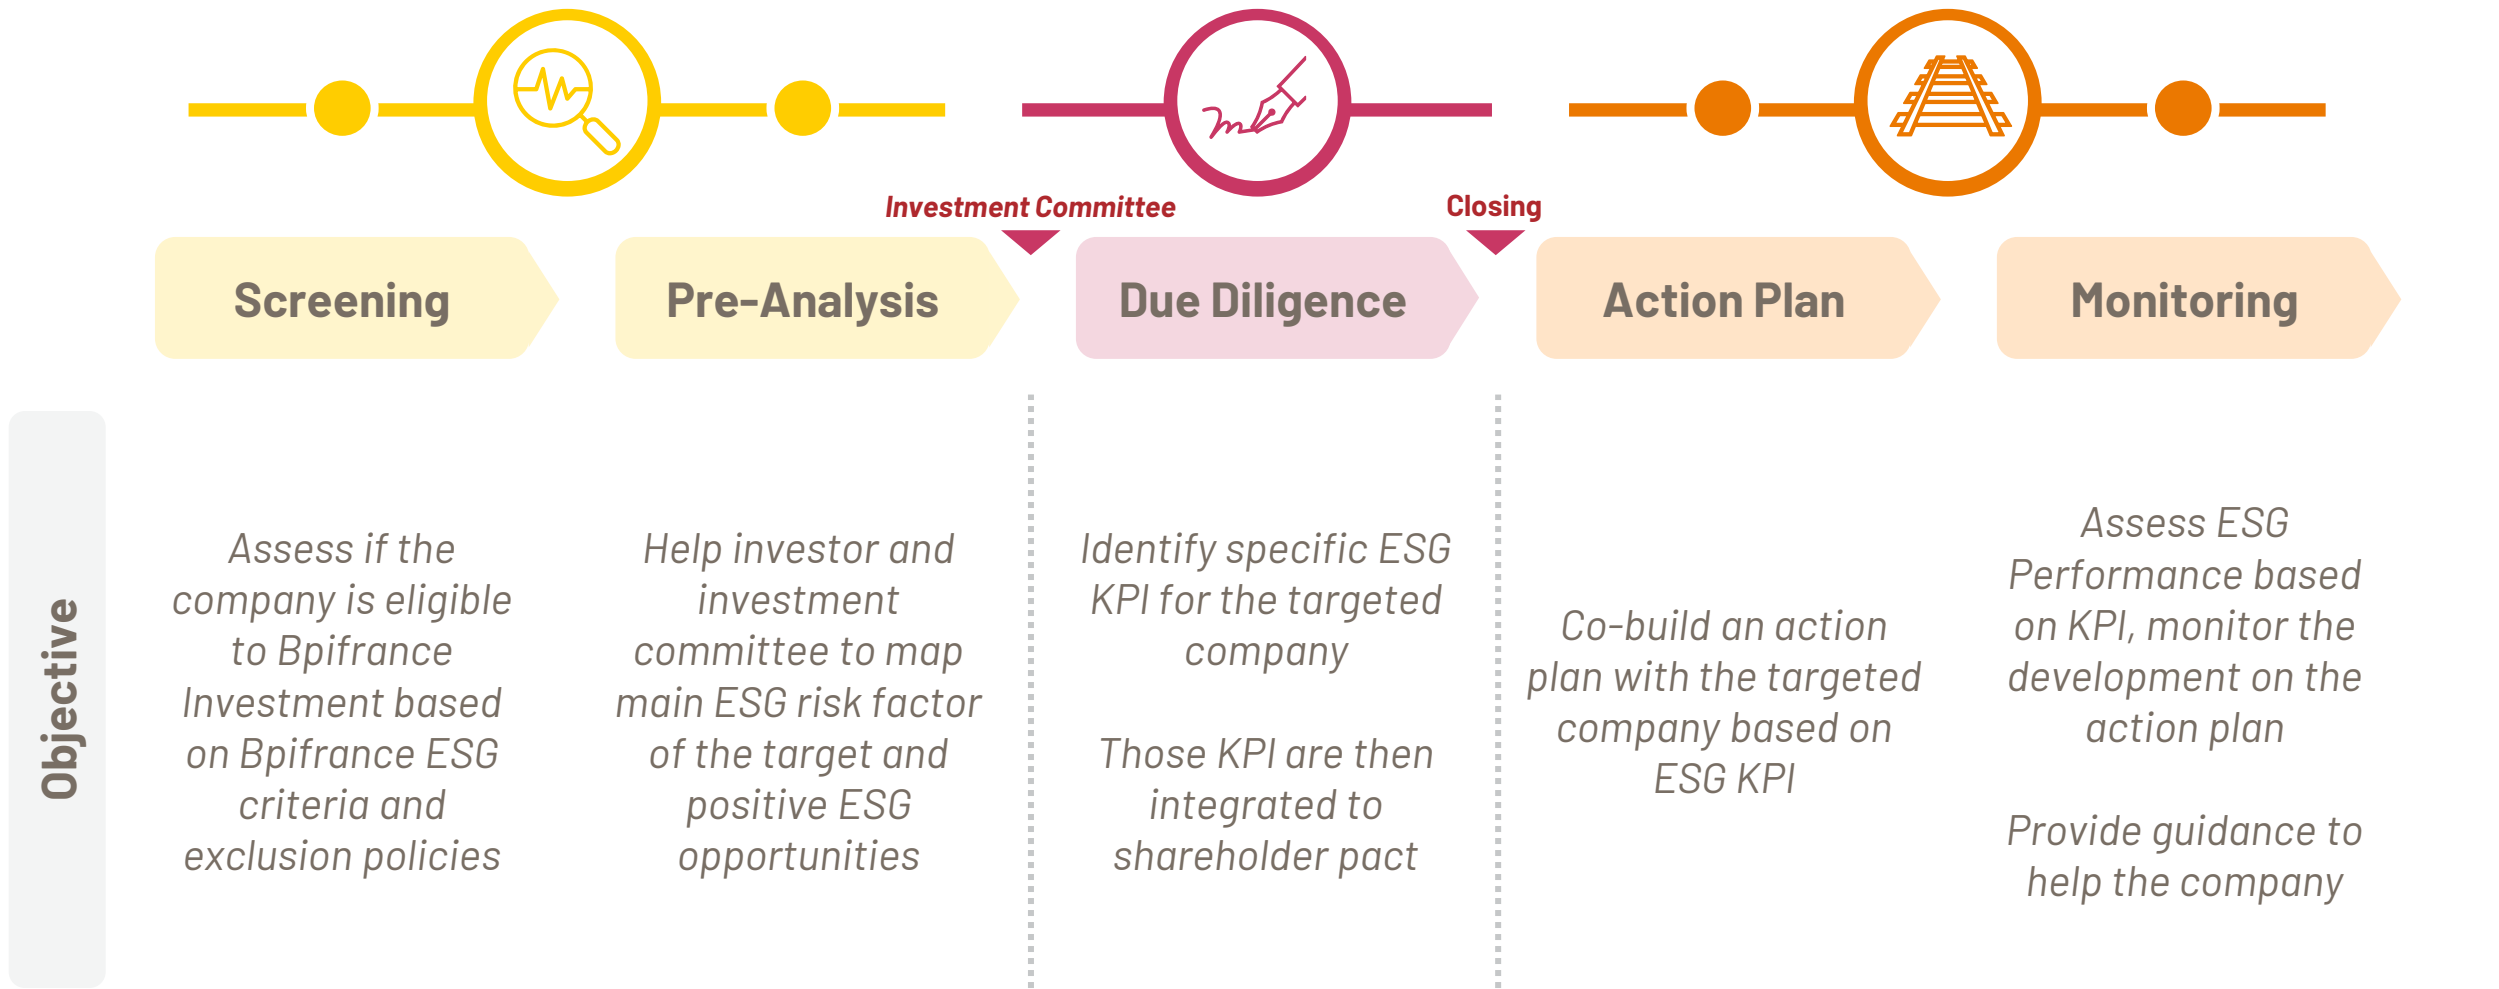 Investment Committee
Closing
Screening
Pre-Analysis
Due Diligence
Action Plan
Monitoring
Objective
Assess if the
company is eligible
to Bpifrance
Investment based
on Bpifrance ESG
criteria and
exclusion policies
Help investor and
investment
committee to map
main ESG risk factor
of the target and
positive ESG
opportunities
Identify specific ESG
KPI for the targeted
company
Those KPI are then
integrated to
shareholder pact
Co-build an action
plan with the targeted
company based on
ESG KPI
Assess ESG
Performance based
on KPI, monitor the
development on the
action plan
Provide guidance to
help the company